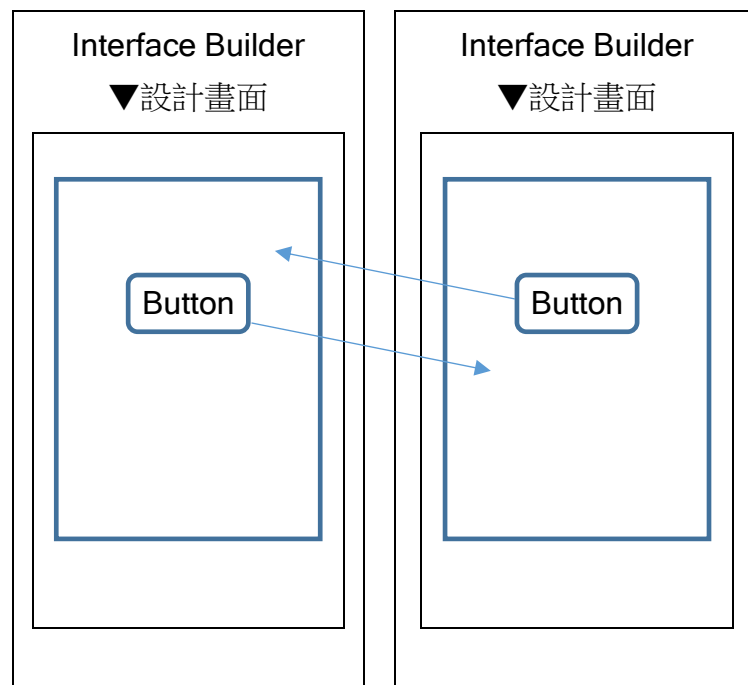 Interface Builder
▼設計畫面
Button
Interface Builder
▼設計畫面
Button